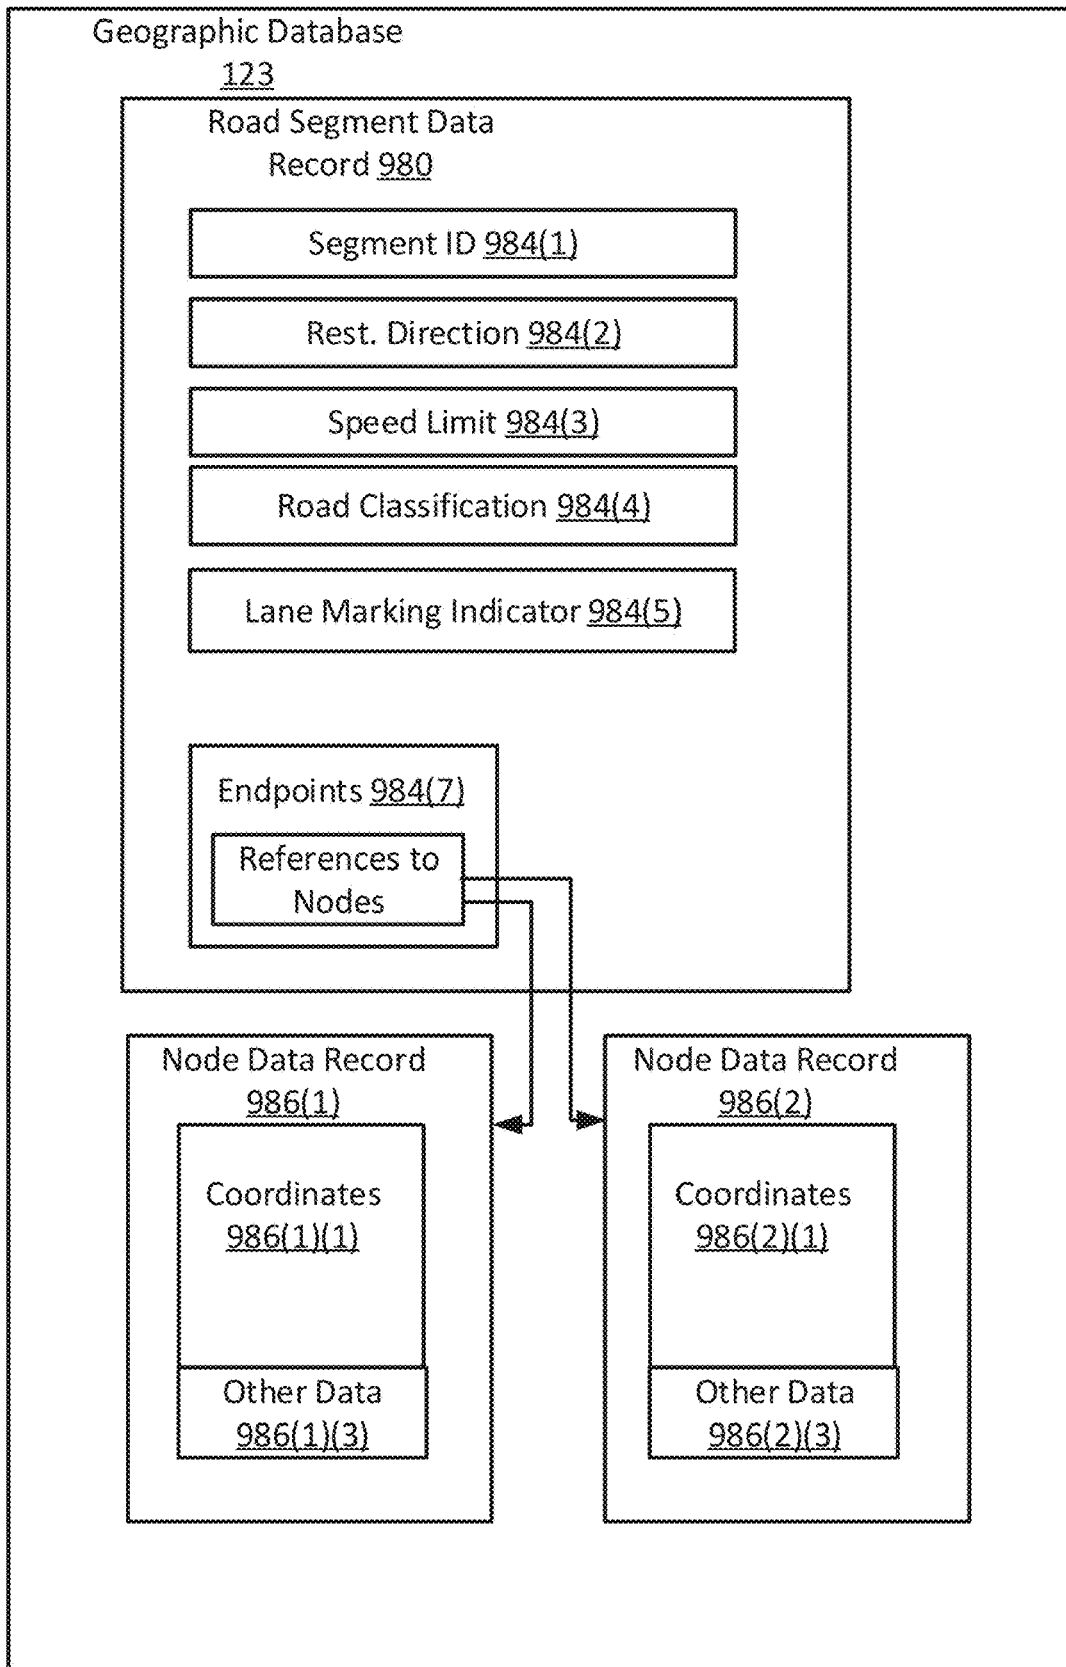 Geographic Database
123
Road Segment Data
Record 980
Segment ID 984(1)
Rest. Direction 984(2)
Speed Limit 984(3)
Road Classification 984(4)
Lane Marking Indicator 984(5)
Endpoints 984(7)
References to
Nodes
Node Data Record
986(1)
Coordinates
986(1)(1)
Other Data
986(1)(3)
Node Data Record
986(2)
Coordinates
986(2)(1)
Other Data
986(2)(3)